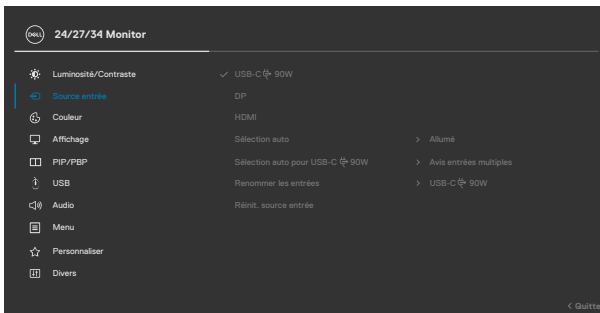 DELL 24/27/34 Monitor
Luminosité/Contraste ✓ USB-C 90W
Source entrée DP
Couleur HDMI
Affichage Sélection auto > Allumé
PIP/PBP Sélection auto pour USB-C 90W > Avis entrées multiples
USB Renommer les entrées > USB-C 90W
Audio Réinit. source entrée
Menu
Personnaliser
Divers
< Quitte